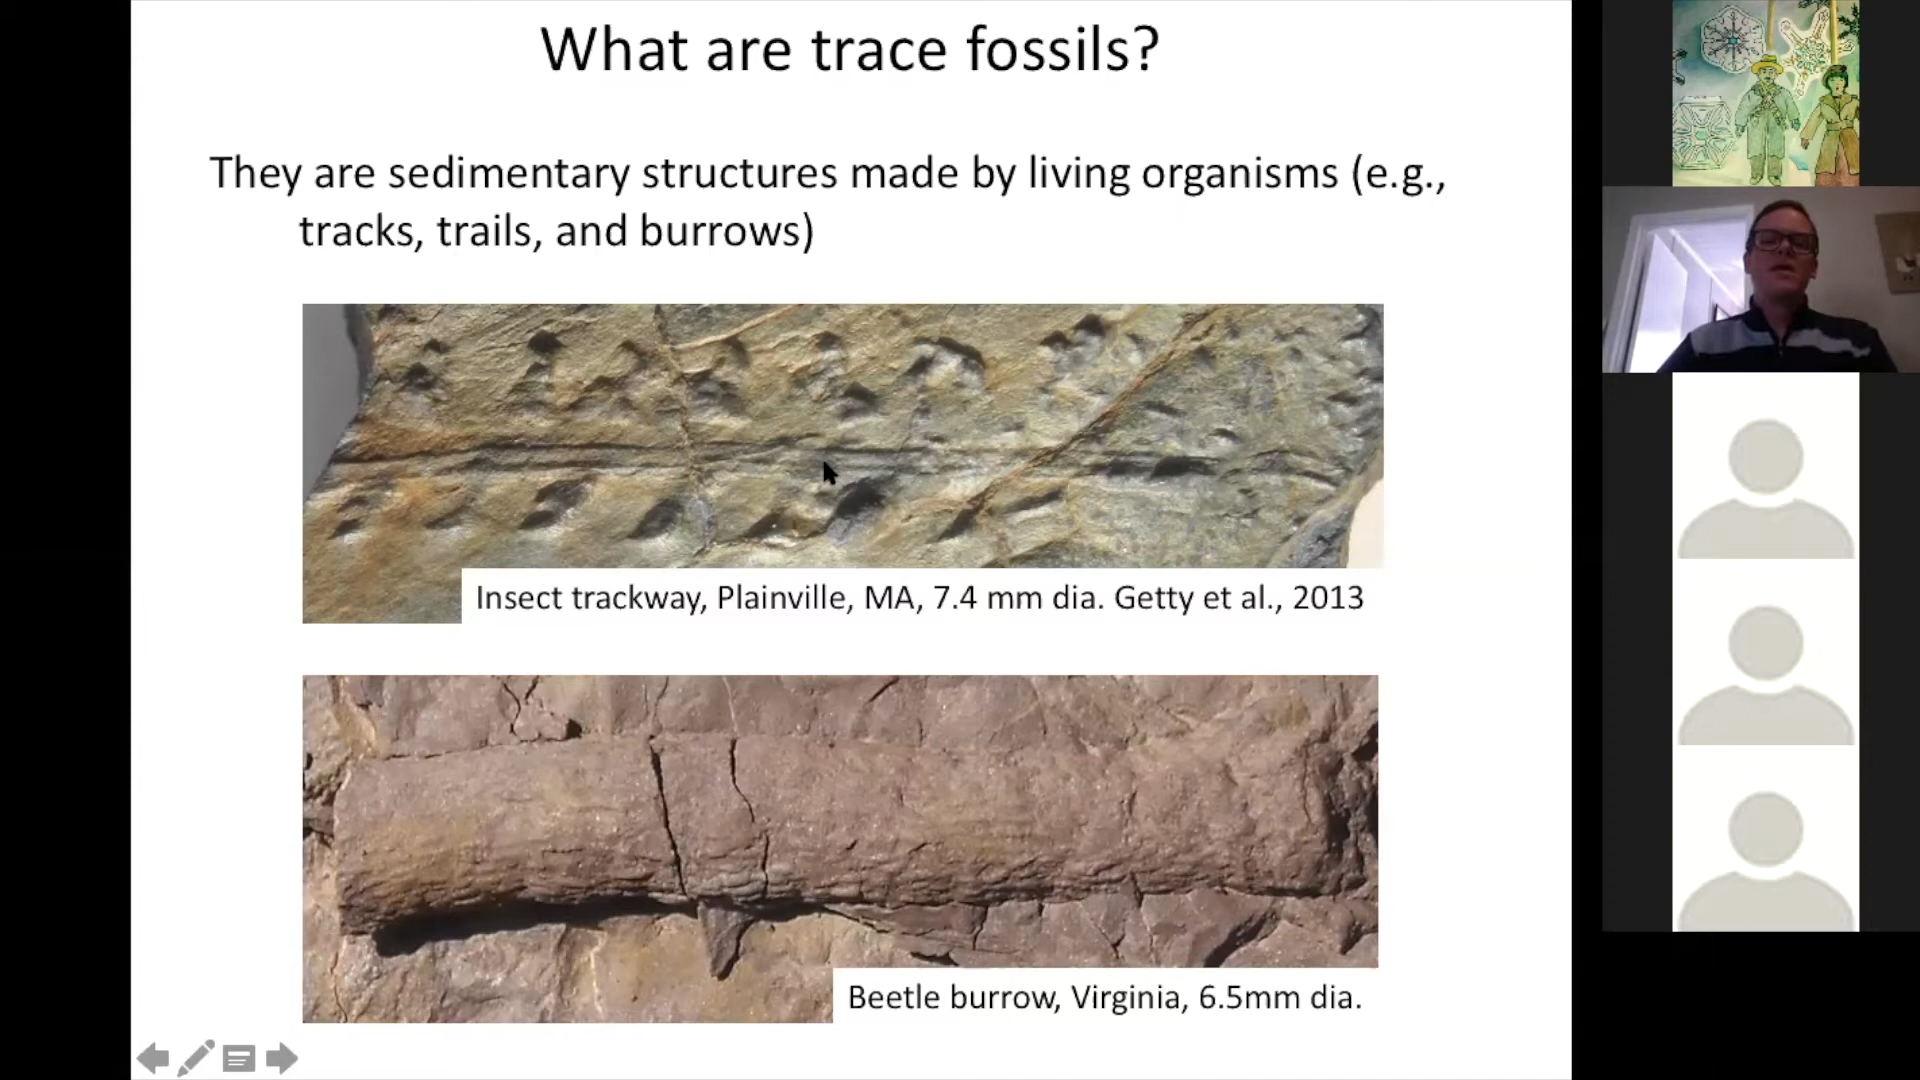 What are trace fossils?
They are sedimentary structures made by living organisms (e.g.,
tracks, trails, and burrows)
Insect trackway, Plainville, MA, 7.4 mm dia. Getty et al., 2013
Beetle burrow, Virginia, 6.5mm dia.